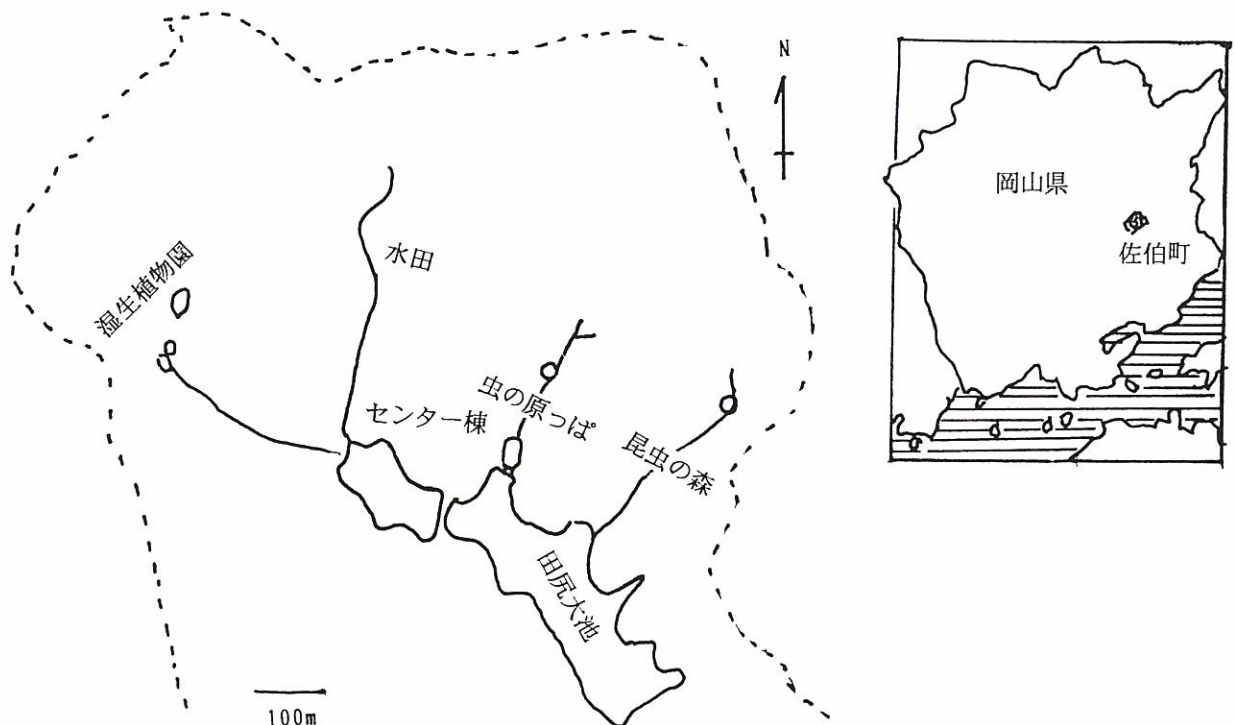 N
岡山県
佐伯町
水田
湿生植物園
センター棟
虫の原っぱ
昆虫の森
田尻大池
100m